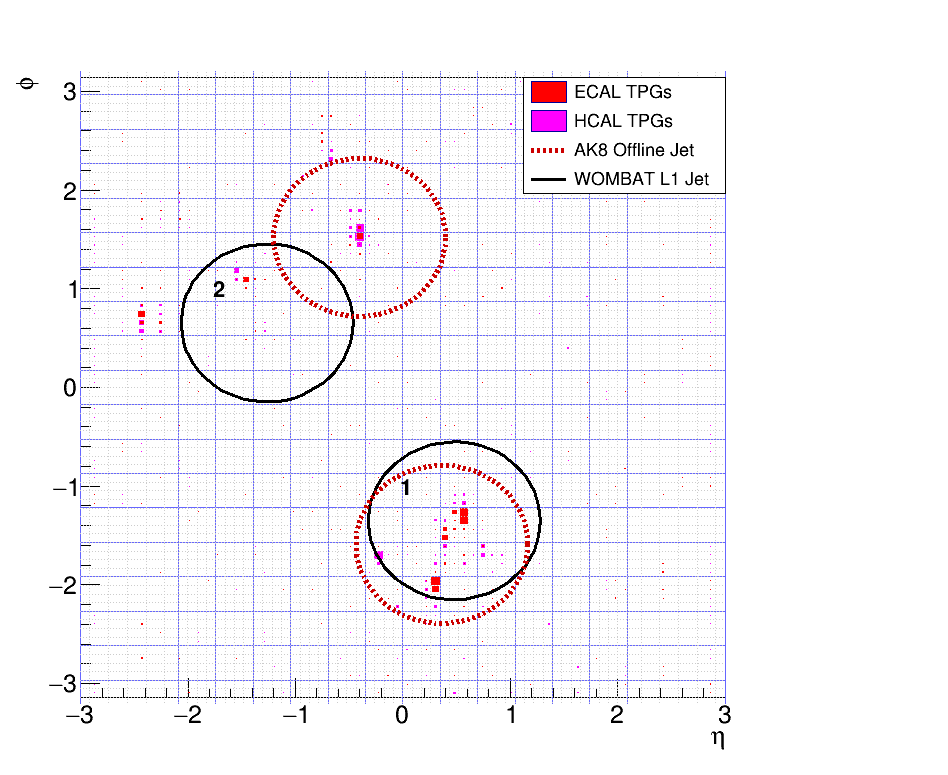 ϕ
3
2
1
0
−1
−2
−3
ECAL TPGs
HCAL TPGs
AK8 Offline Jet
WOMBAT L1 Jet
2
1
−3 −2 −1 0 1 2 3
η